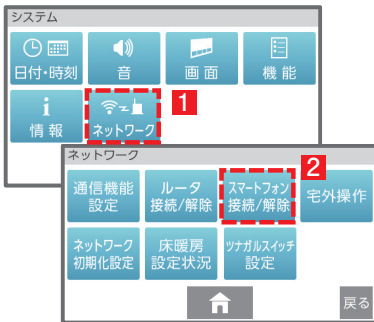 システム
日付・時刻
音
画面
機能
情報
ネットワーク
1
ネットワーク
2
通信機能
設定
ルータ
接続/解除
スマートフォン
接続/解除
宅外操作
ネットワーク
初期化設定
床暖房
設定状況
ツナガルスイッチ
設定
戻る